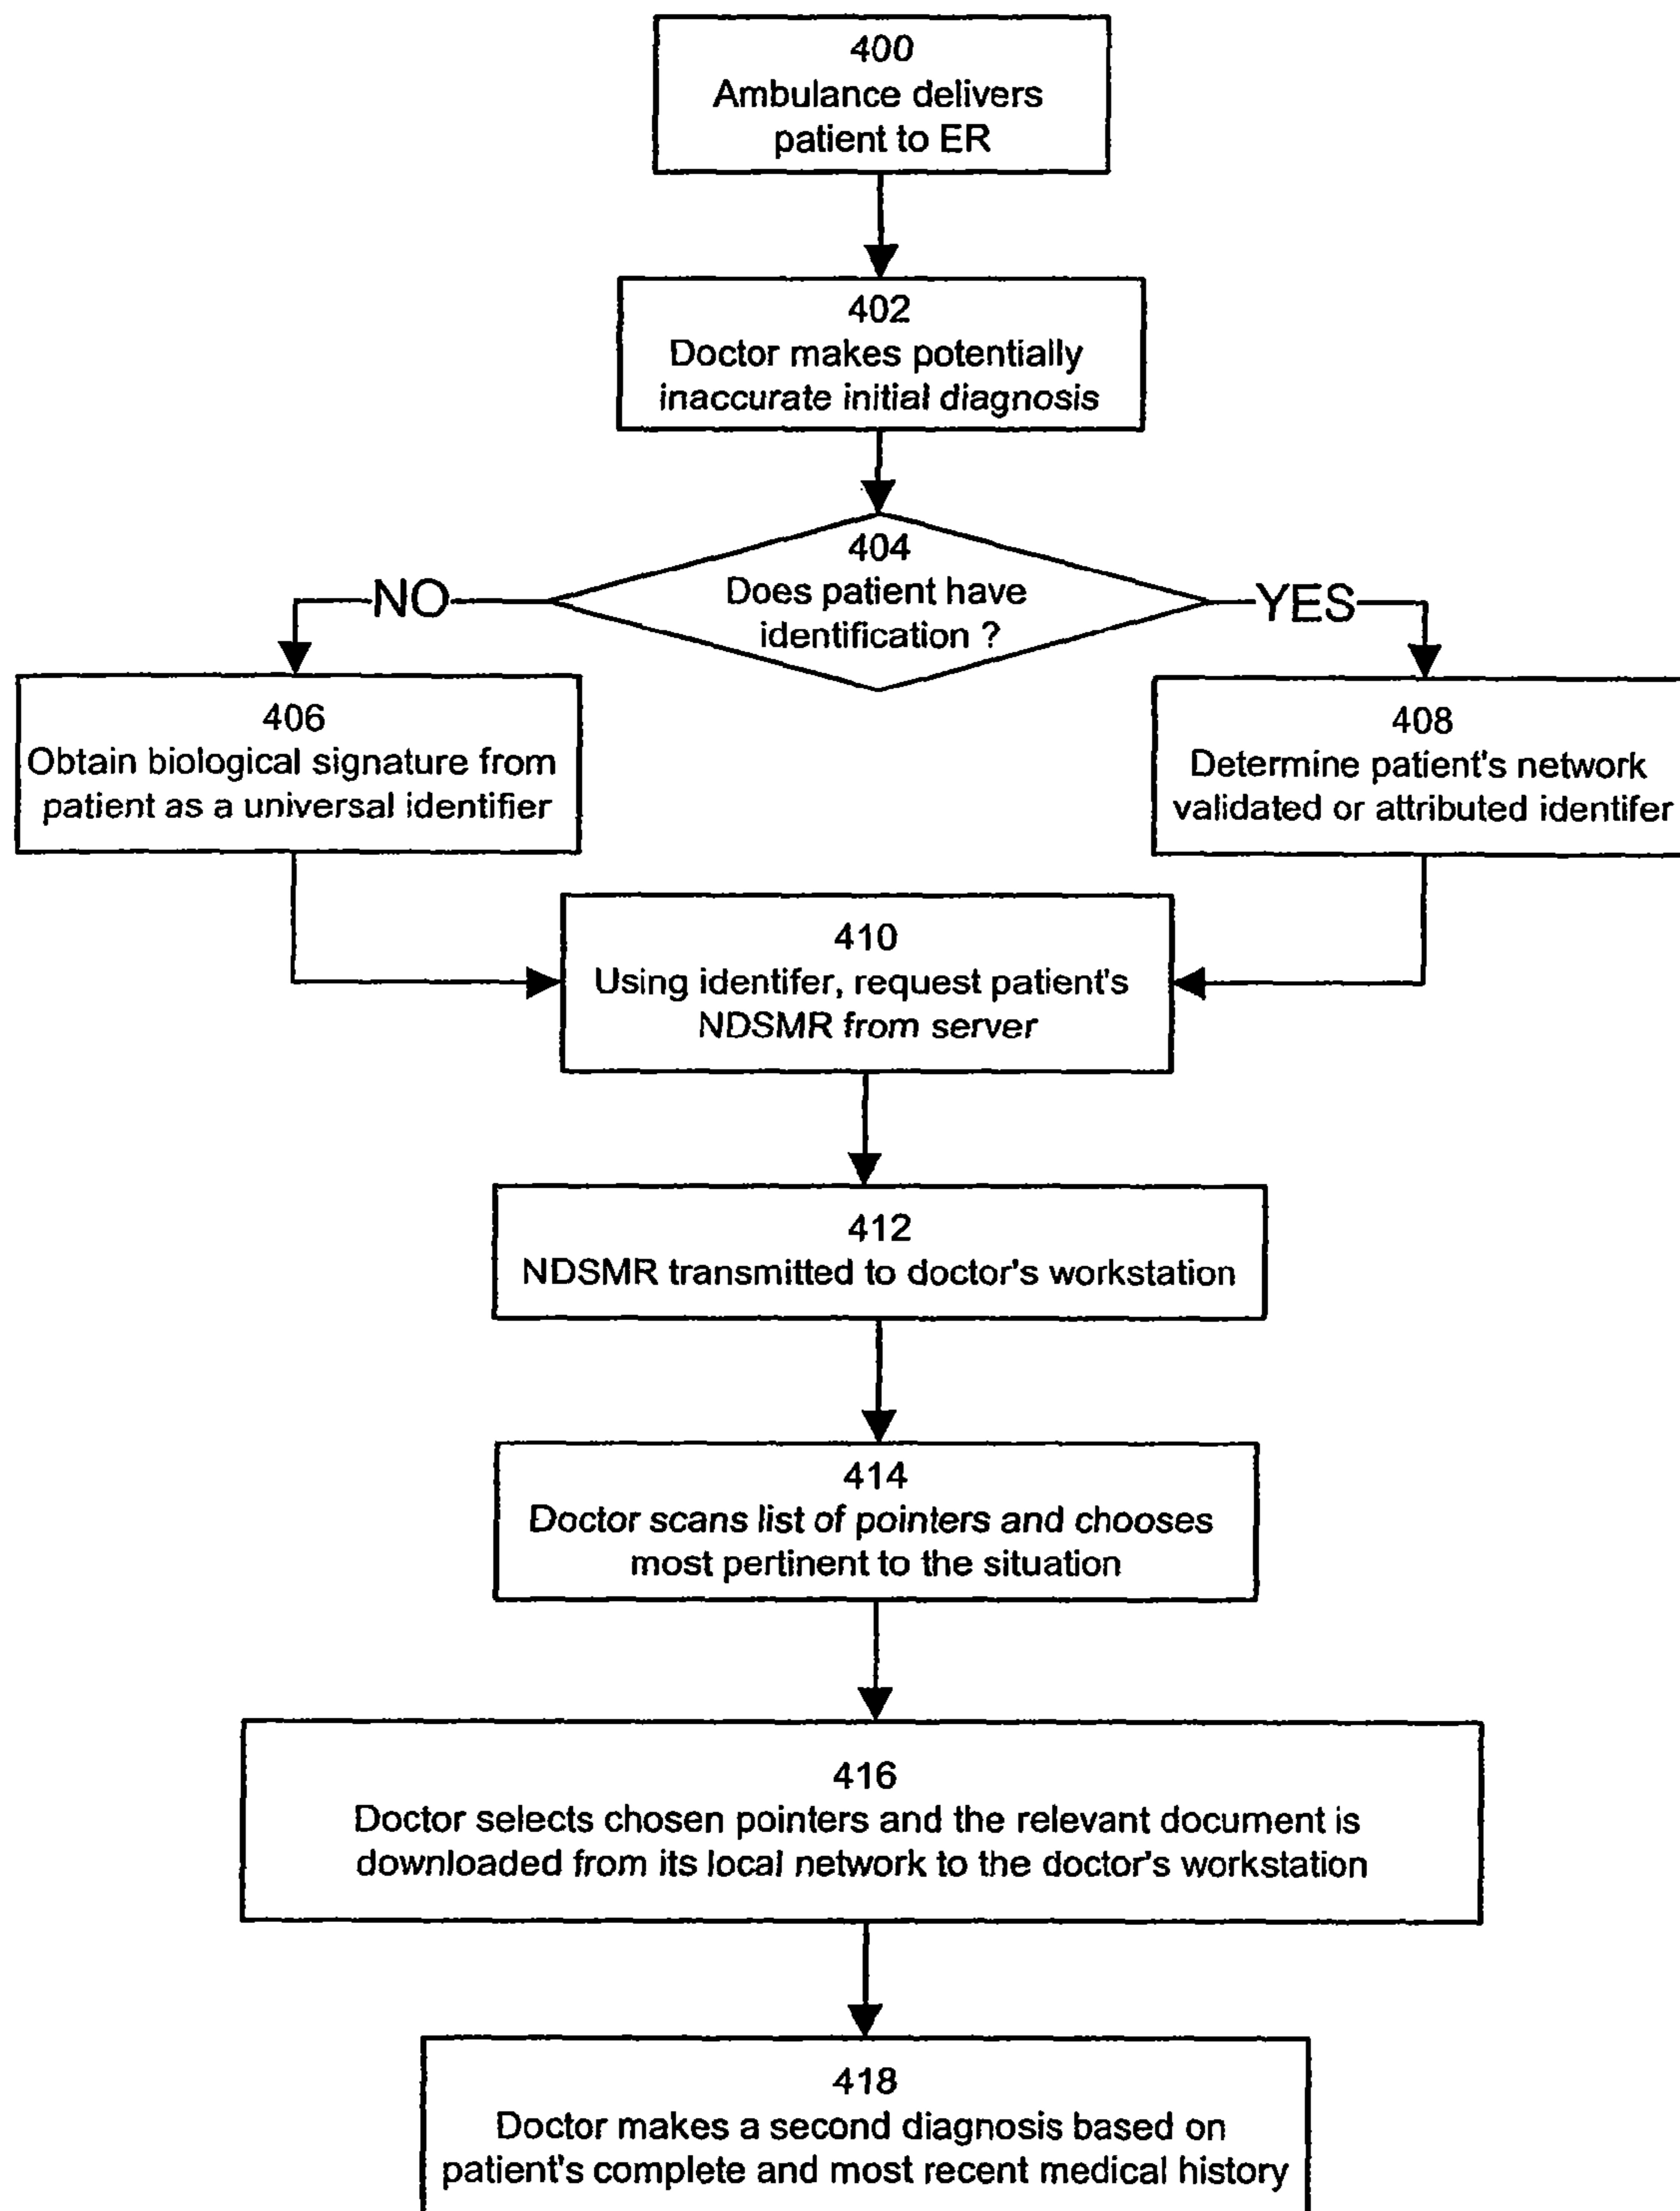 400
Ambulance delivers
patient to ER
402
Doctor makes potentially
inaccurate initial diagnosis
404
Does patient have
identification ?
NO
YES
406
Obtain biological signature from
patient as a universal identifier
408
Determine patient's network
validated or attributed identifer
410
Using identifer, request patient's
NDSMR from server
412
NDSMR transmitted to doctor's workstation
414
Doctor scans list of pointers and chooses
most pertinent to the situation
416
Doctor selects chosen pointers and the relevant document is
downloaded from its local network to the doctor's workstation
418
Doctor makes a second diagnosis based on
patient's complete and most recent medical history